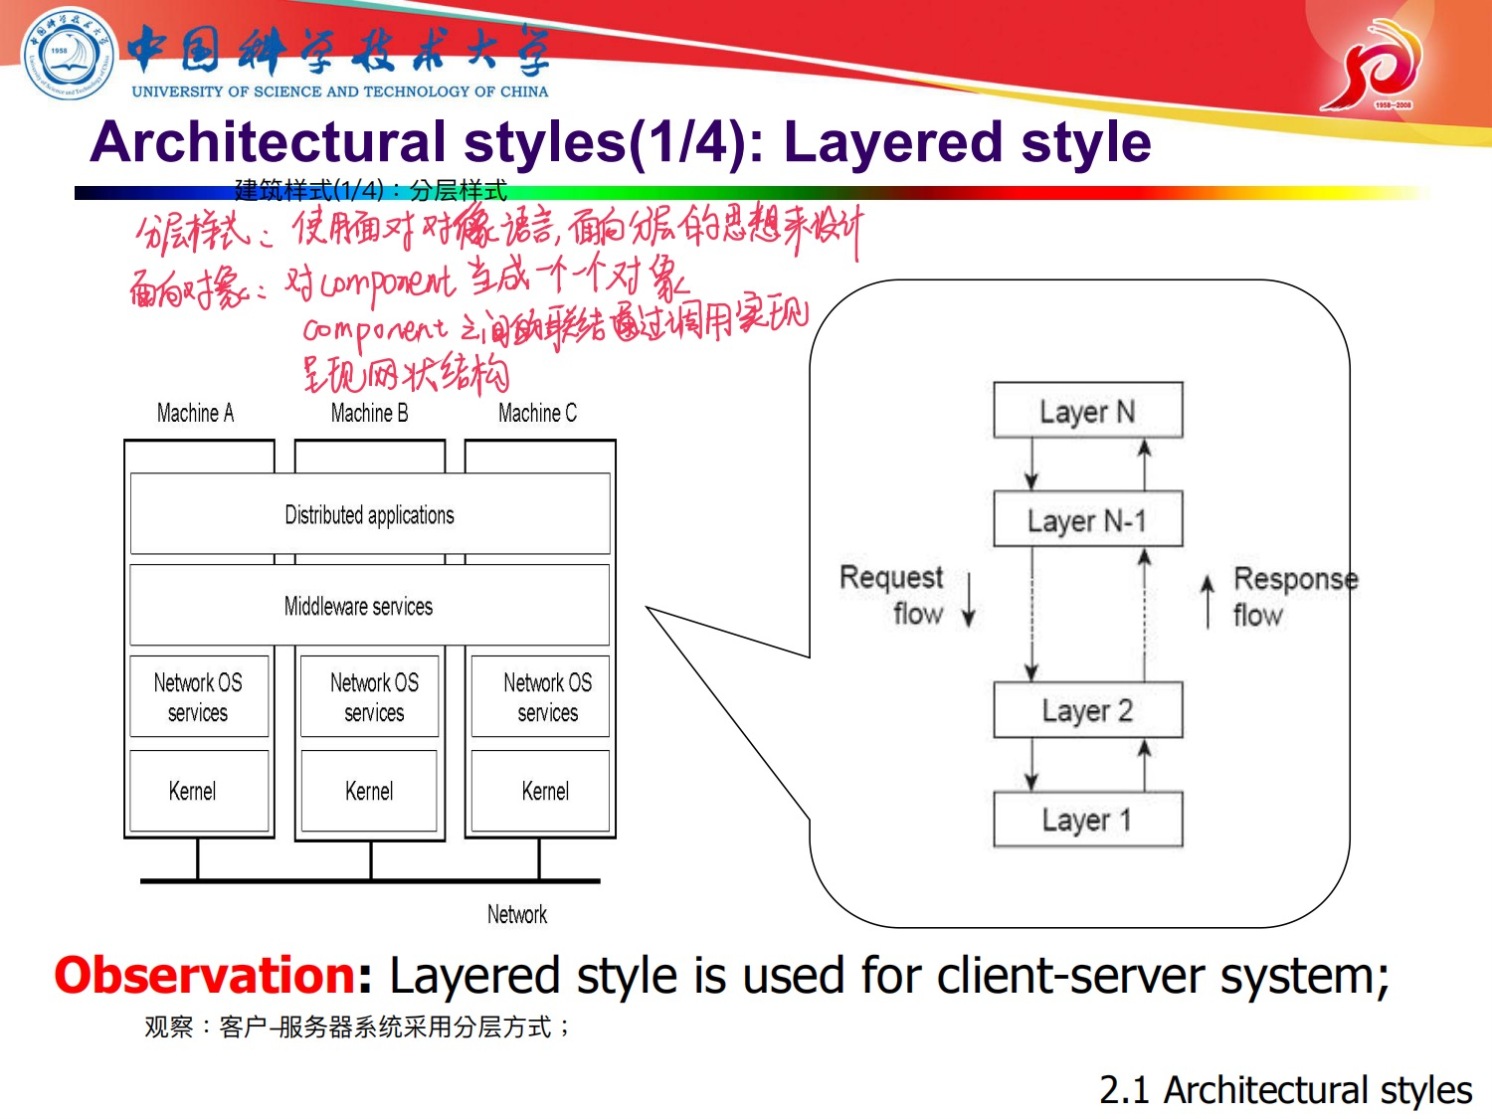 中国科学技术大学
UNIVERSITY OF SCIENCE AND TECHNOLOGY OF CHINA
1958
1958-2008
Architectural styles(1/4): Layered style
建筑样式(1/4)：分层样式
分层样式： 使用面对对像语言,面向分层的思想来设计
面向对象： 对component 当成一个一个对象
component 之间的联结通过调用实现
呈现网状结构
Machine A
Machine B
Machine C
Distributed applications
Middleware services
Network OS services
Network OS services
Network OS services
Kernel
Kernel
Kernel
Network
Layer N
Layer N-1
Request flow
Response flow
Layer 2
Layer 1
Observation: Layered style is used for client-server system;
观察：客户–服务器系统采用分层方式；
2.1 Architectural styles